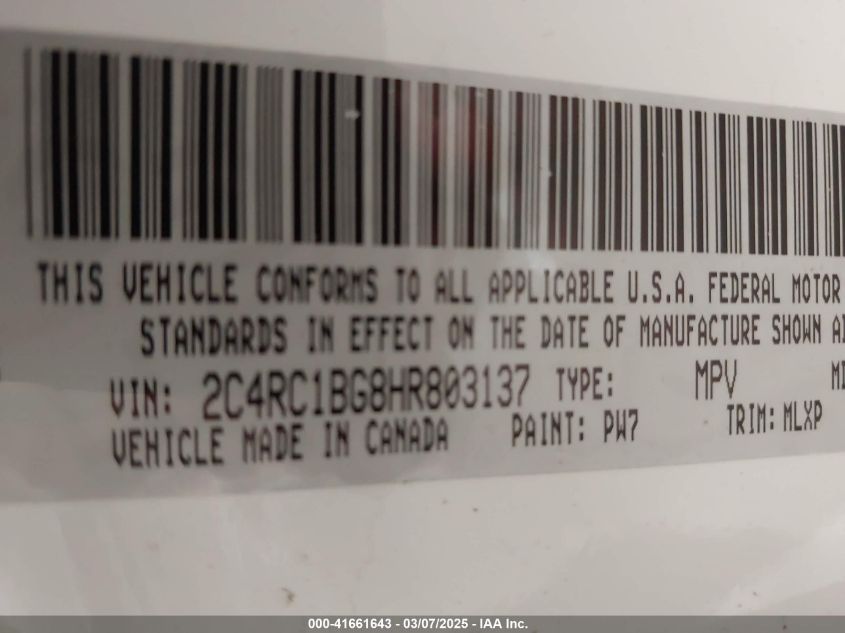 THIS VEHICLE CONFORMS TO ALL APPLICABLE U.S.A. FEDERAL MOTOR
STANDARDS IN EFFECT ON THE DATE OF MANUFACTURE SHOWN
VIN: 2C4RC1BG8HR803137 TYPE: MPV
VEHICLE MADE IN CANADA PAINT: PW7 TRIM: MLXP
000-41661643 - 03/07/2025 - IAA Inc.